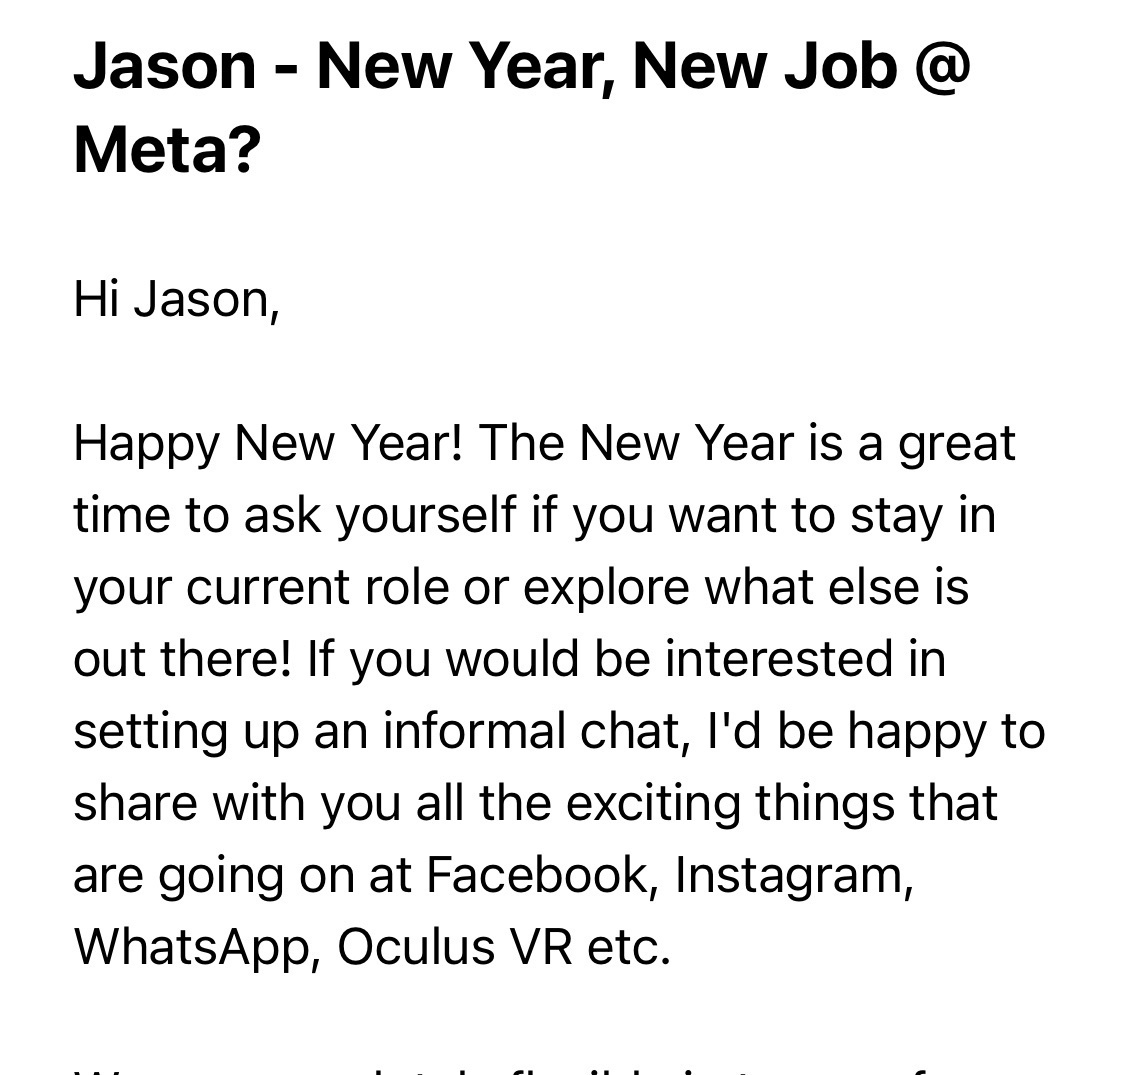 Jason - New Year, New Job @
Meta?
Hi Jason,
Happy New Year! The New Year is a great
time to ask yourself if you want to stay in
your current role or explore what else is
out there! If you would be interested in
setting up an informal chat, I'd be happy to
share with you all the exciting things that
are going on at Facebook, Instagram,
WhatsApp, Oculus VR etc.